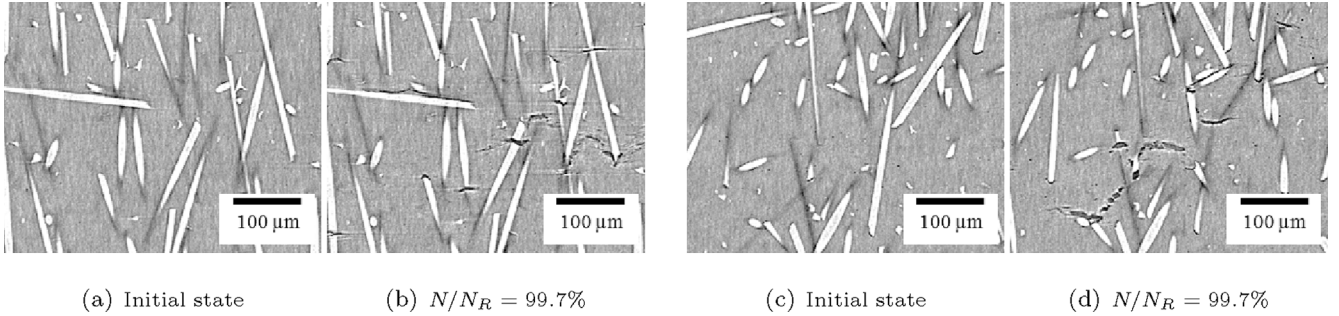 100 µm
100 µm
100 µm
100 µm
(a) Initial state
(b) N/N_R = 99.7%
(c) Initial state
(d) N/N_R = 99.7%